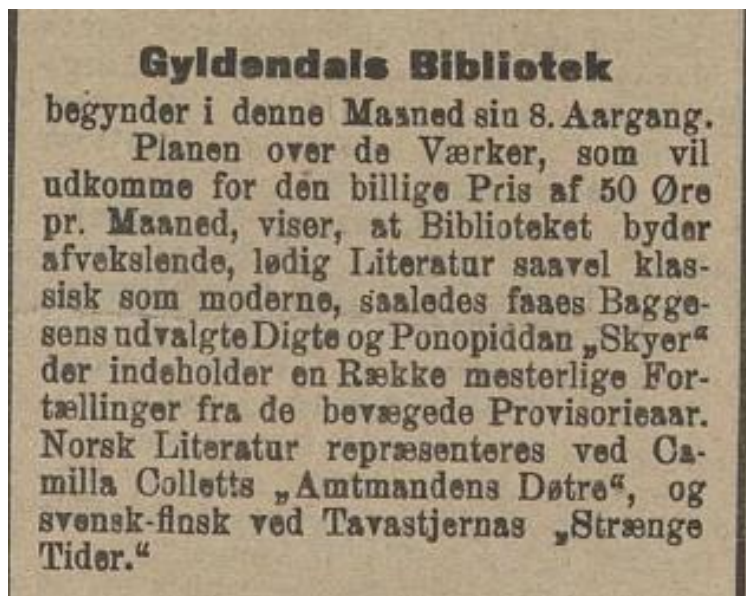 Gyldendals Bibliotek
begynder i denne Maaned sin 8. Aargang.
Planen over de Værker, som vil
udkomme for den billige Pris af 50 Øre
pr. Maaned, viser, at Biblioteket byder
afvekslende, lødig Literatur saavel klas-
sisk som moderne, saaledes faaes Bagge-
sens udvalgte Digte og Ponopiddan „Skyer“
der indeholder en Række mesterlige For-
tællinger fra de bevægede Provisorieaar.
Norsk Literatur repræsenteres ved Ca-
milla Colletts „Amtmandens Døtre“, og
svensk-finsk ved Tavastjernas „Strænge
Tider.“